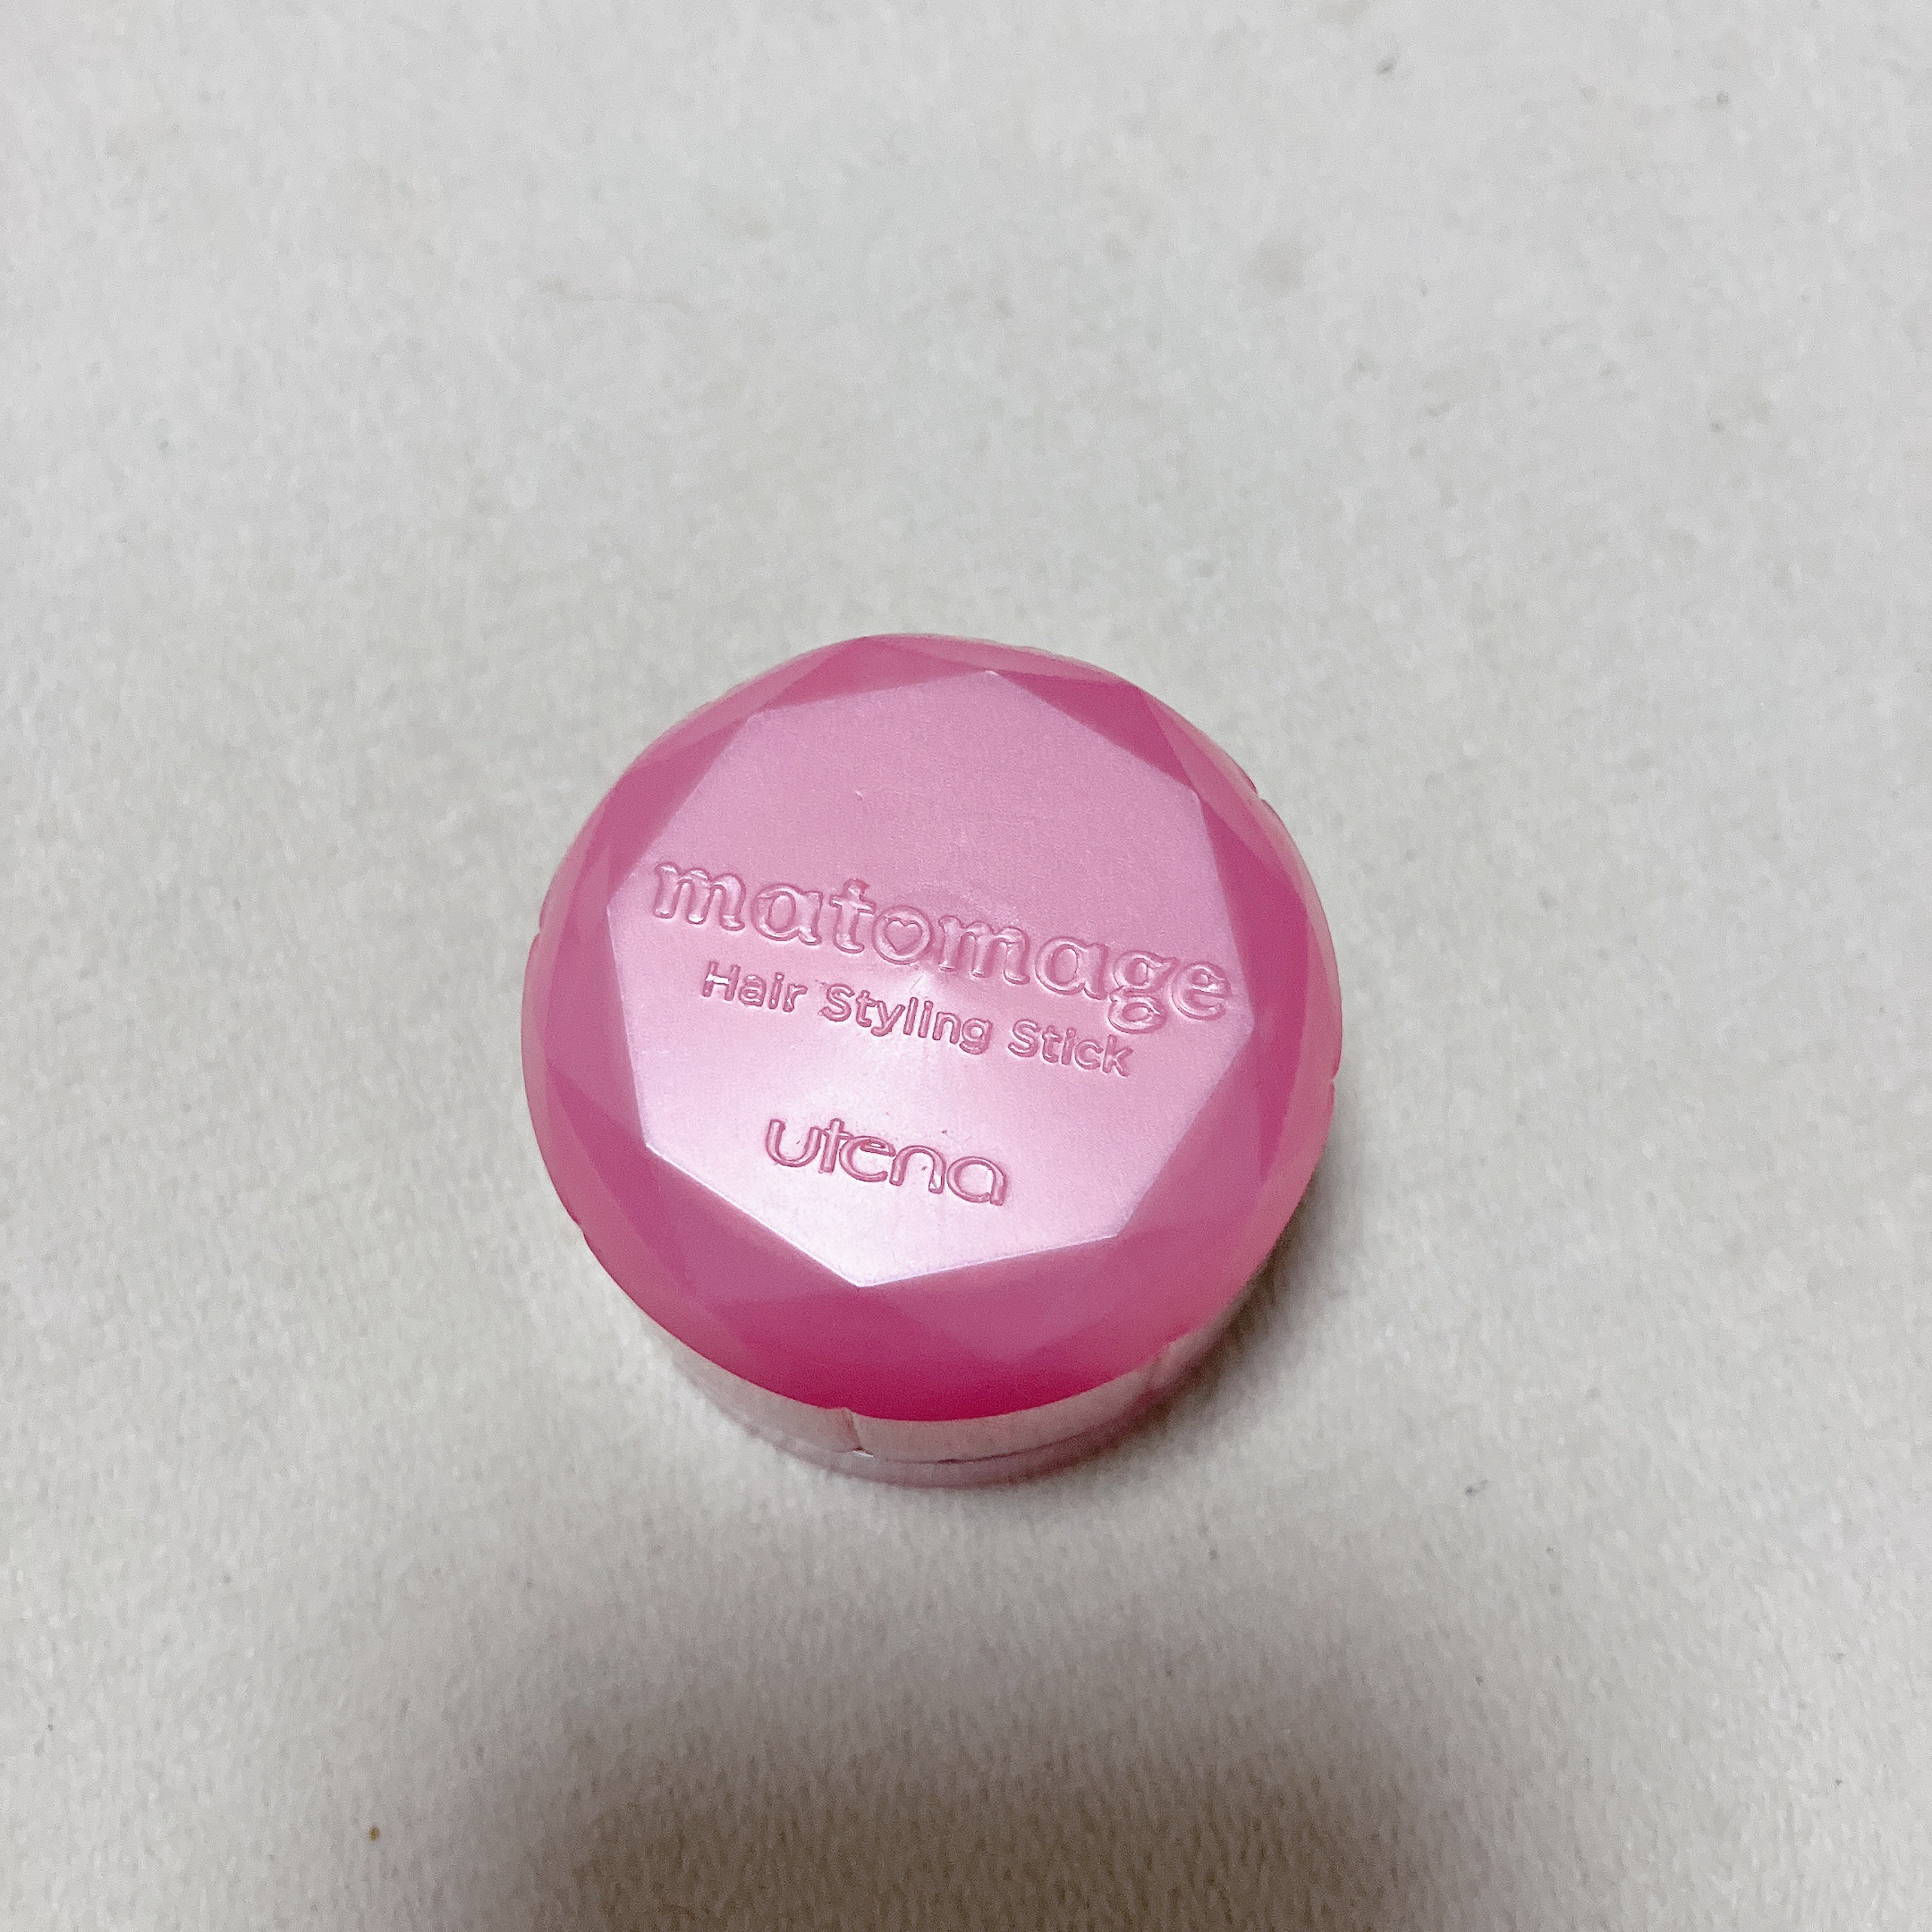 matomage
Hair Styling Stick
utena